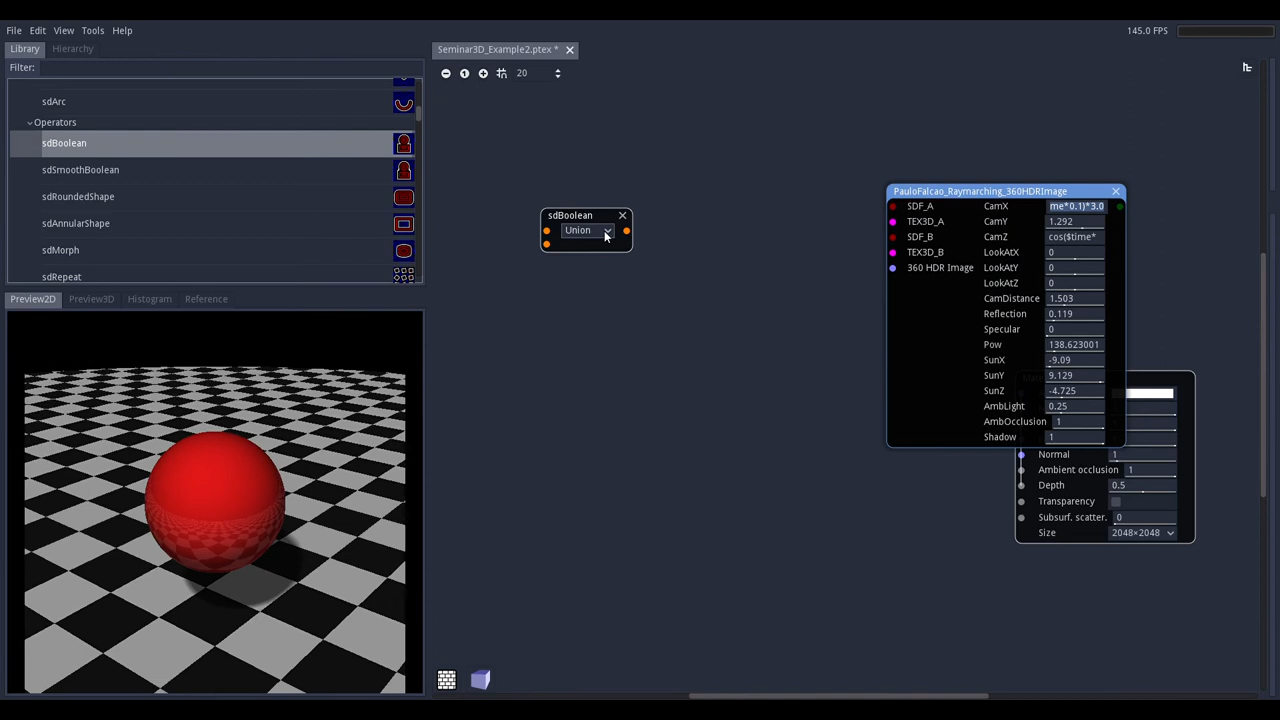 File Edit View Tools Help
145.0 FPS
Library Hierarchy
Seminar3D_Example2.ptex *
Filter:
20
sdArc
Operators
sdBoolean
sdSmoothBoolean
sdRoundedShape
sdAnnularShape
sdMorph
sdRepeat
Preview2D Preview3D Histogram Reference
sdBoolean
Union
PauloFalcao_Raymarching_360HDRImage
SDF_A CamX me*0.1)*3.0
TEX3D_A CamY 1.292
SDF_B CamZ cos($time*
TEX3D_B LookAtX 0
360 HDR Image LookAtY 0
LookAtZ 0
CamDistance 1.503
Reflection 0.119
Specular 0
Pow 138.623001
SunX -9.09
SunY 9.129
SunZ -4.725
AmbLight 0.25
AmbOcclusion 1
Shadow 1
Normal 1
Ambient occlusion 1
Depth 0.5
Transparency
Subsurf. scatter. 0
Size 2048×2048